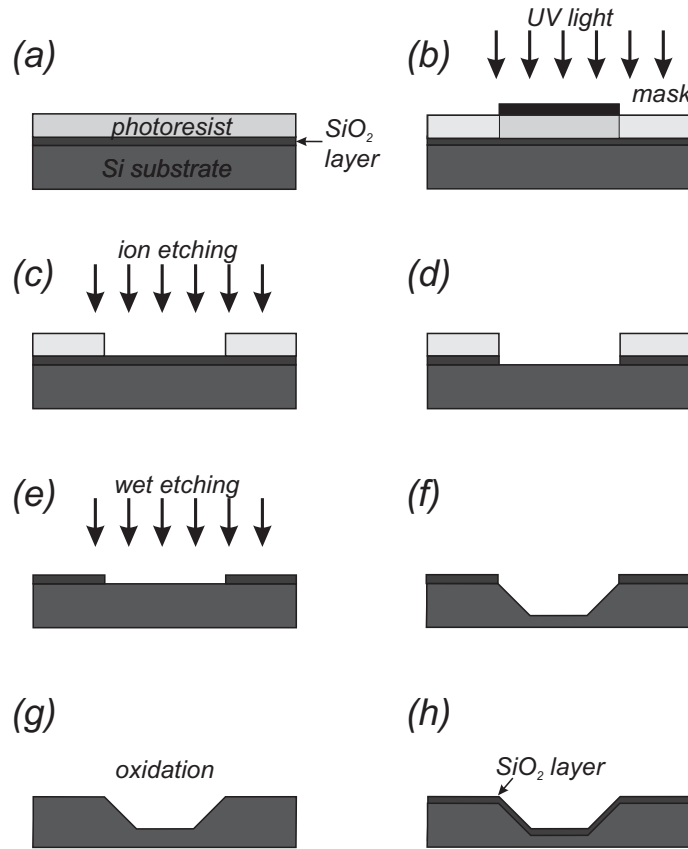 (a)
photoresist
SiO2
layer
Si substrate
(b)
UV light
mask
(c)
ion etching
(d)
(e)
wet etching
(f)
(g)
oxidation
(h)
SiO2 layer